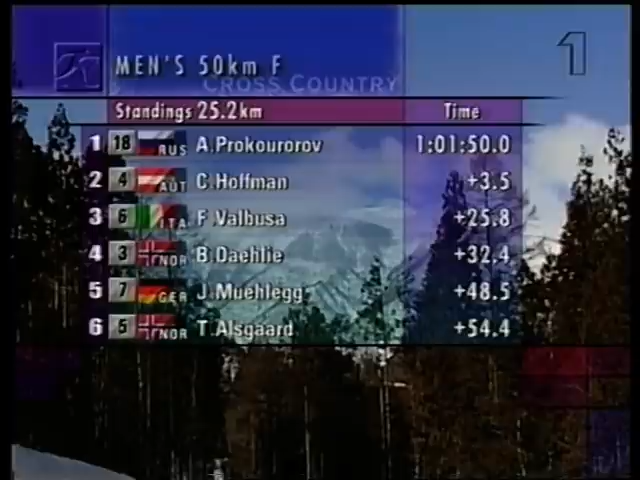 1
MEN'S 50km F
CROSS COUNTRY
Standings 25.2km Time
1 18 RUS A.Prokourorov 1:01:50.0
2 4 AUT C.Hoffman +3.5
3 6 ITA F.Valbusa +25.8
4 3 NOR B.Daehlie +32.4
5 7 GER J.Muehlegg +48.5
6 5 NOR T.Alsgaard +54.4